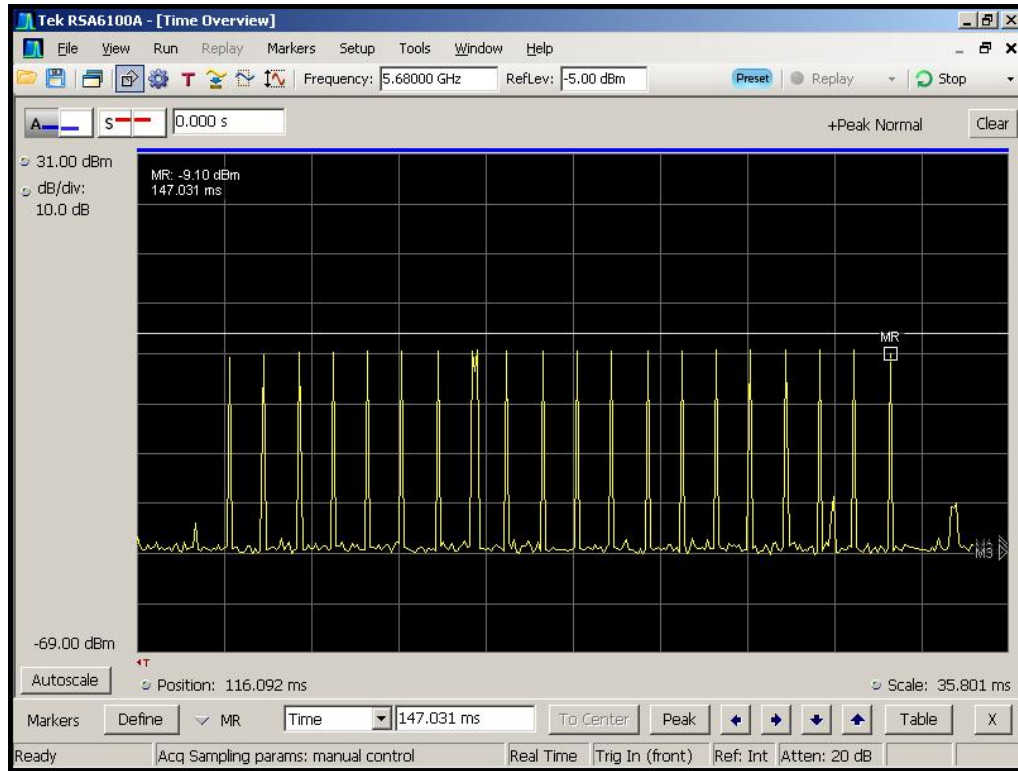 Tek RSA6100A - [Time Overview]
File View Run Replay Markers Setup Tools Window Help
T Frequency: 5.68000 GHz RefLev: -5.00 dBm Preset Replay Stop
A S 0.000 s +Peak Normal Clear
31.00 dBm
dB/div:
10.0 dB
MR: -9.10 dBm
147.031 ms
MR
M3
-69.00 dBm
T
Autoscale Position: 116.092 ms Scale: 35.801 ms
Markers Define MR Time 147.031 ms To Center Peak Table X
Ready Acq Sampling params: manual control Real Time Trig In (front) Ref: Int Atten: 20 dB